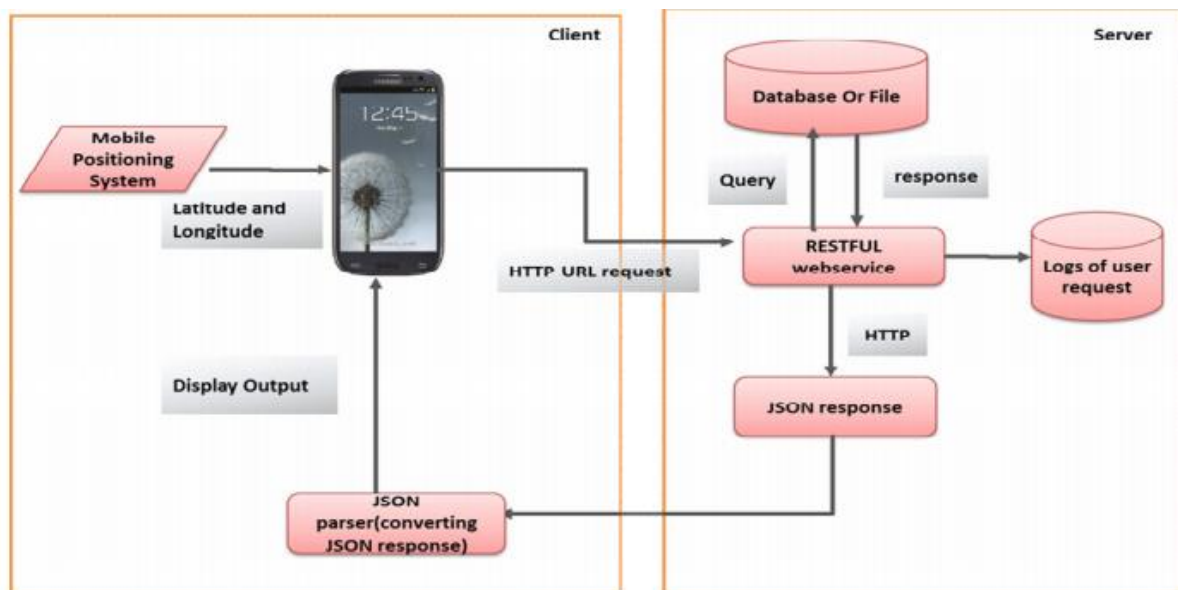 Client
Server
Database Or File
SAMSUNG
12:45
Mobile
Positioning
System
Query
response
Latitude and
Longitude
RESTFUL
webservice
HTTP URL request
Logs of user
request
HTTP
Display Output
JSON response
JSON
parser(converting
JSON response)